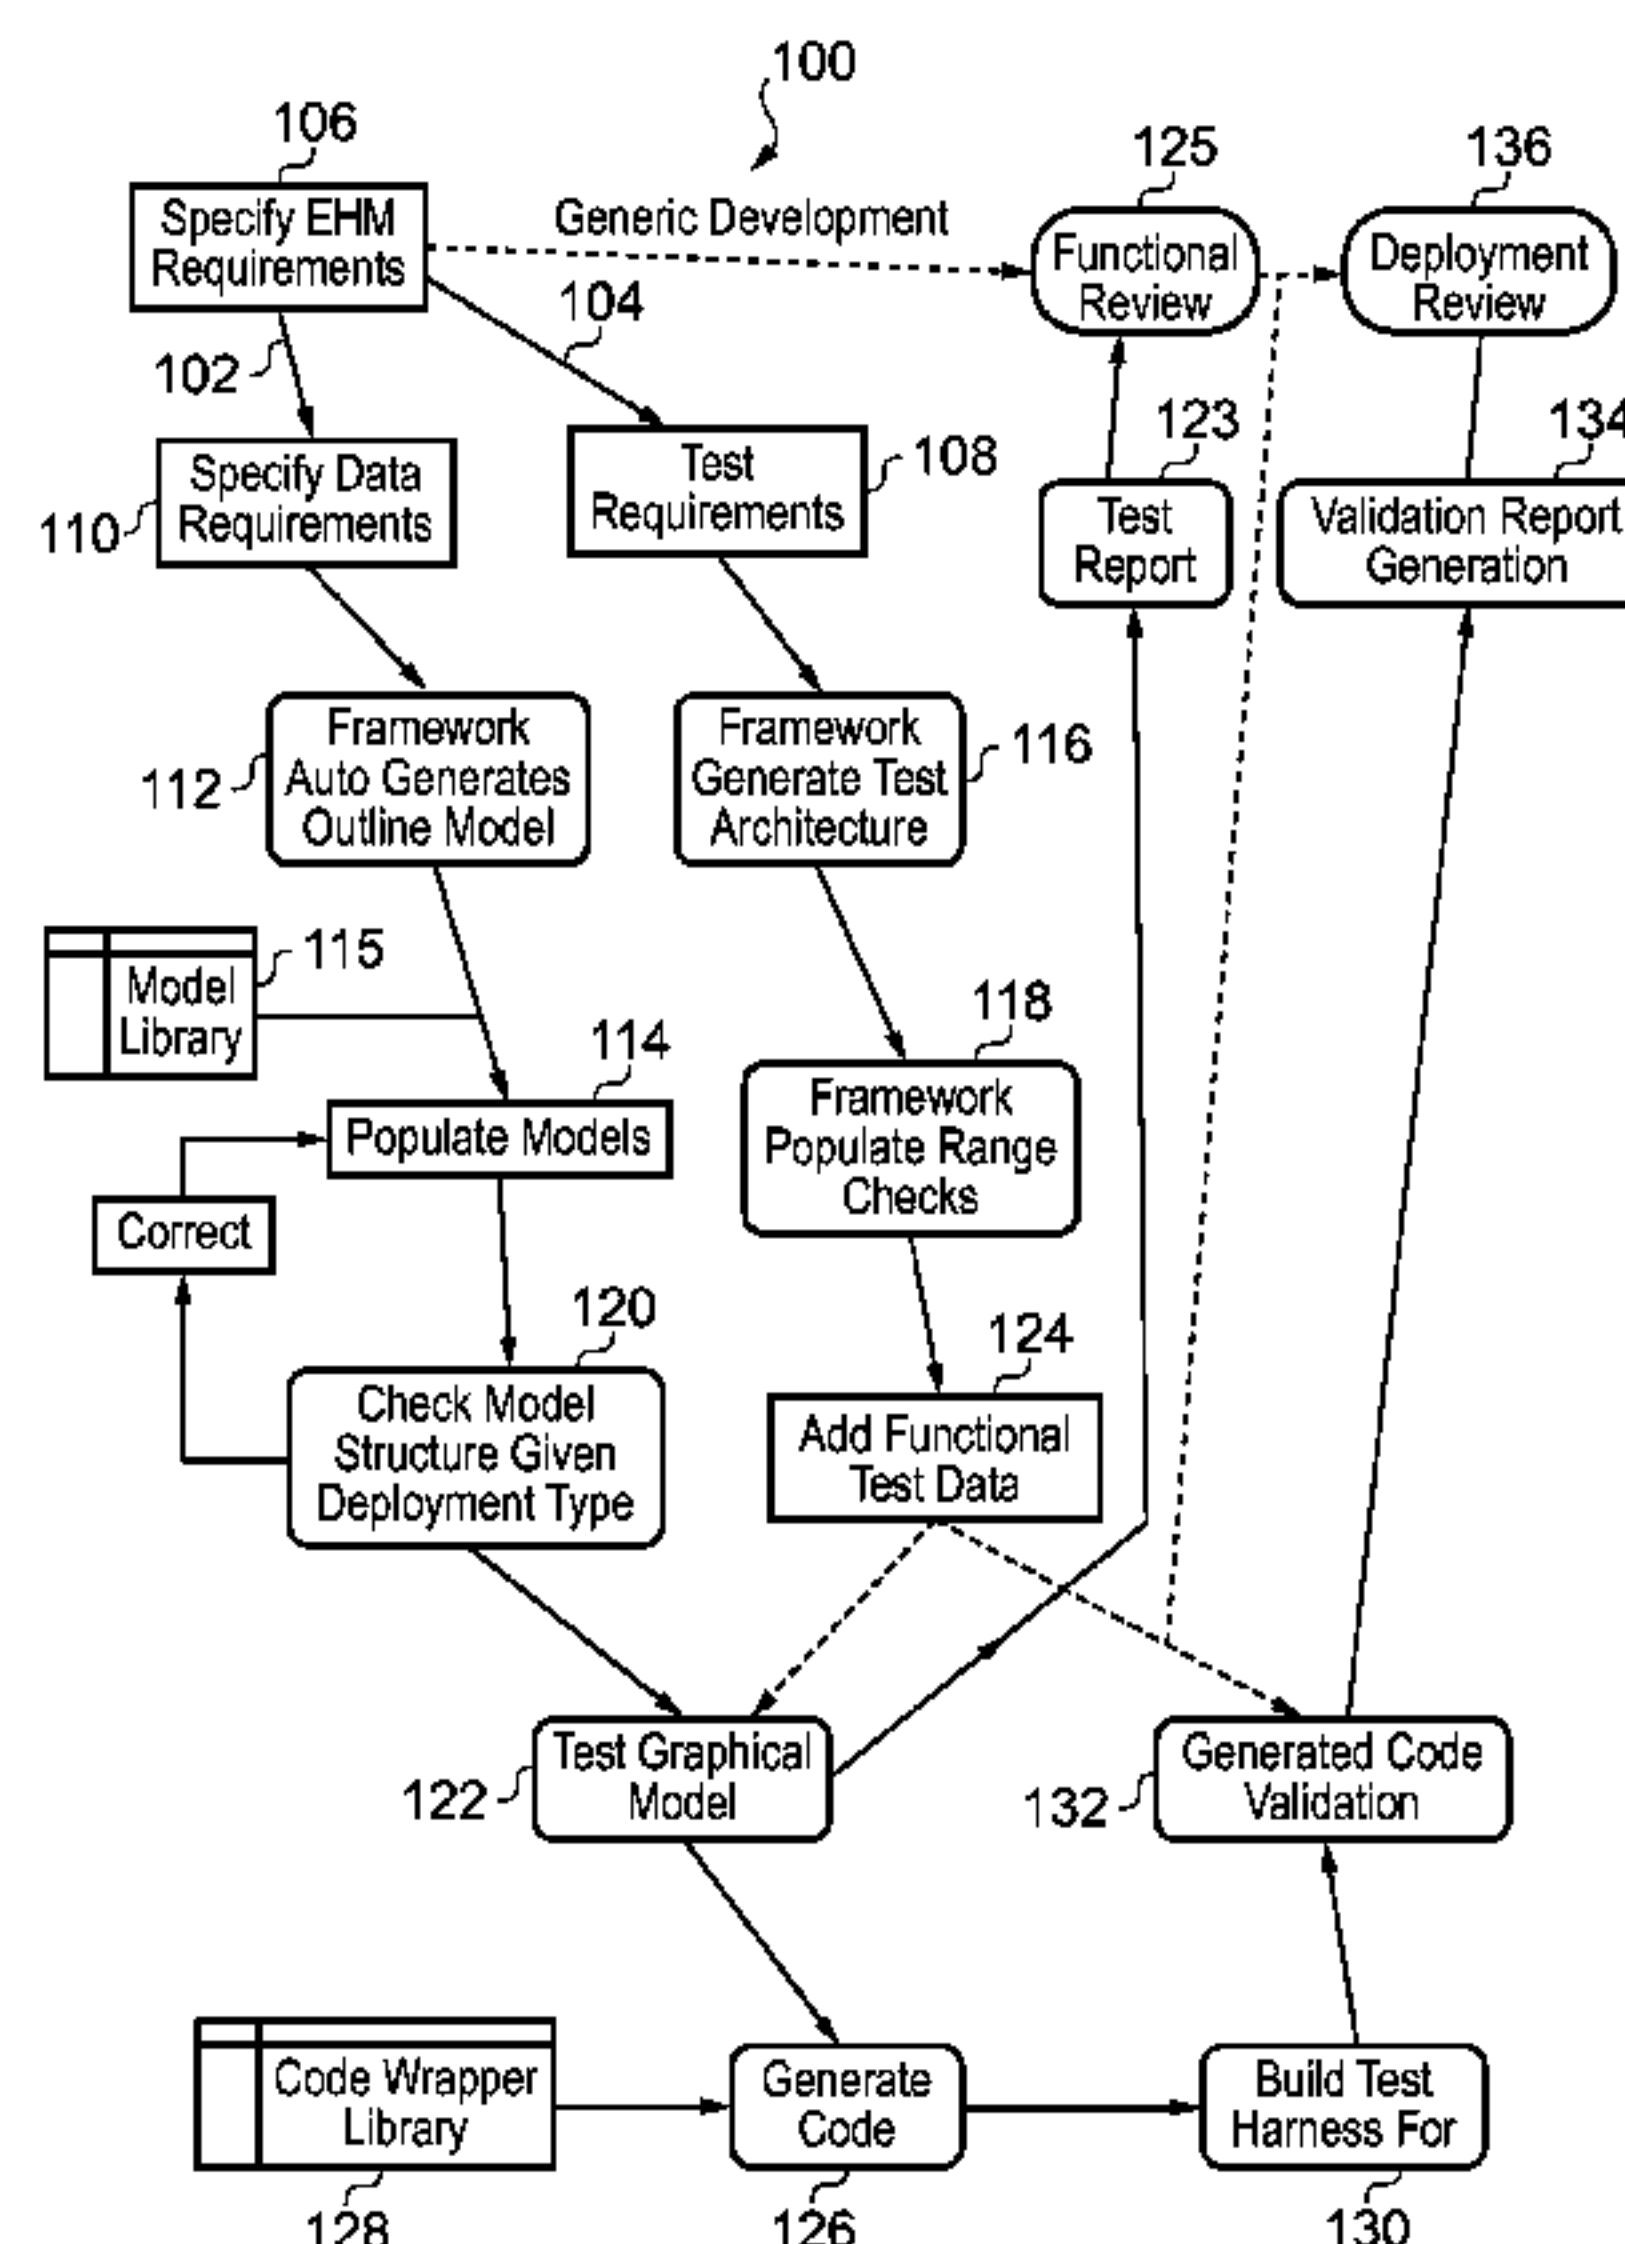 100
106
125
136
Specify EHM
Requirements
Generic Development
Functional
Review
Deployment
Review
104
102
123
134
Specify Data
Requirements
110
Test
Requirements
108
Test
Report
Validation Report
Generation
Framework
Auto Generates
Outline Model
112
Framework
Generate Test
Architecture
116
Model
Library
115
118
114
Populate Models
Framework
Populate Range
Checks
Correct
120
124
Check Model
Structure Given
Deployment Type
Add Functional
Test Data
Test Graphical
Model
122
Generated Code
Validation
132
Code Wrapper
Library
Generate
Code
Build Test
Harness For
128
126
130